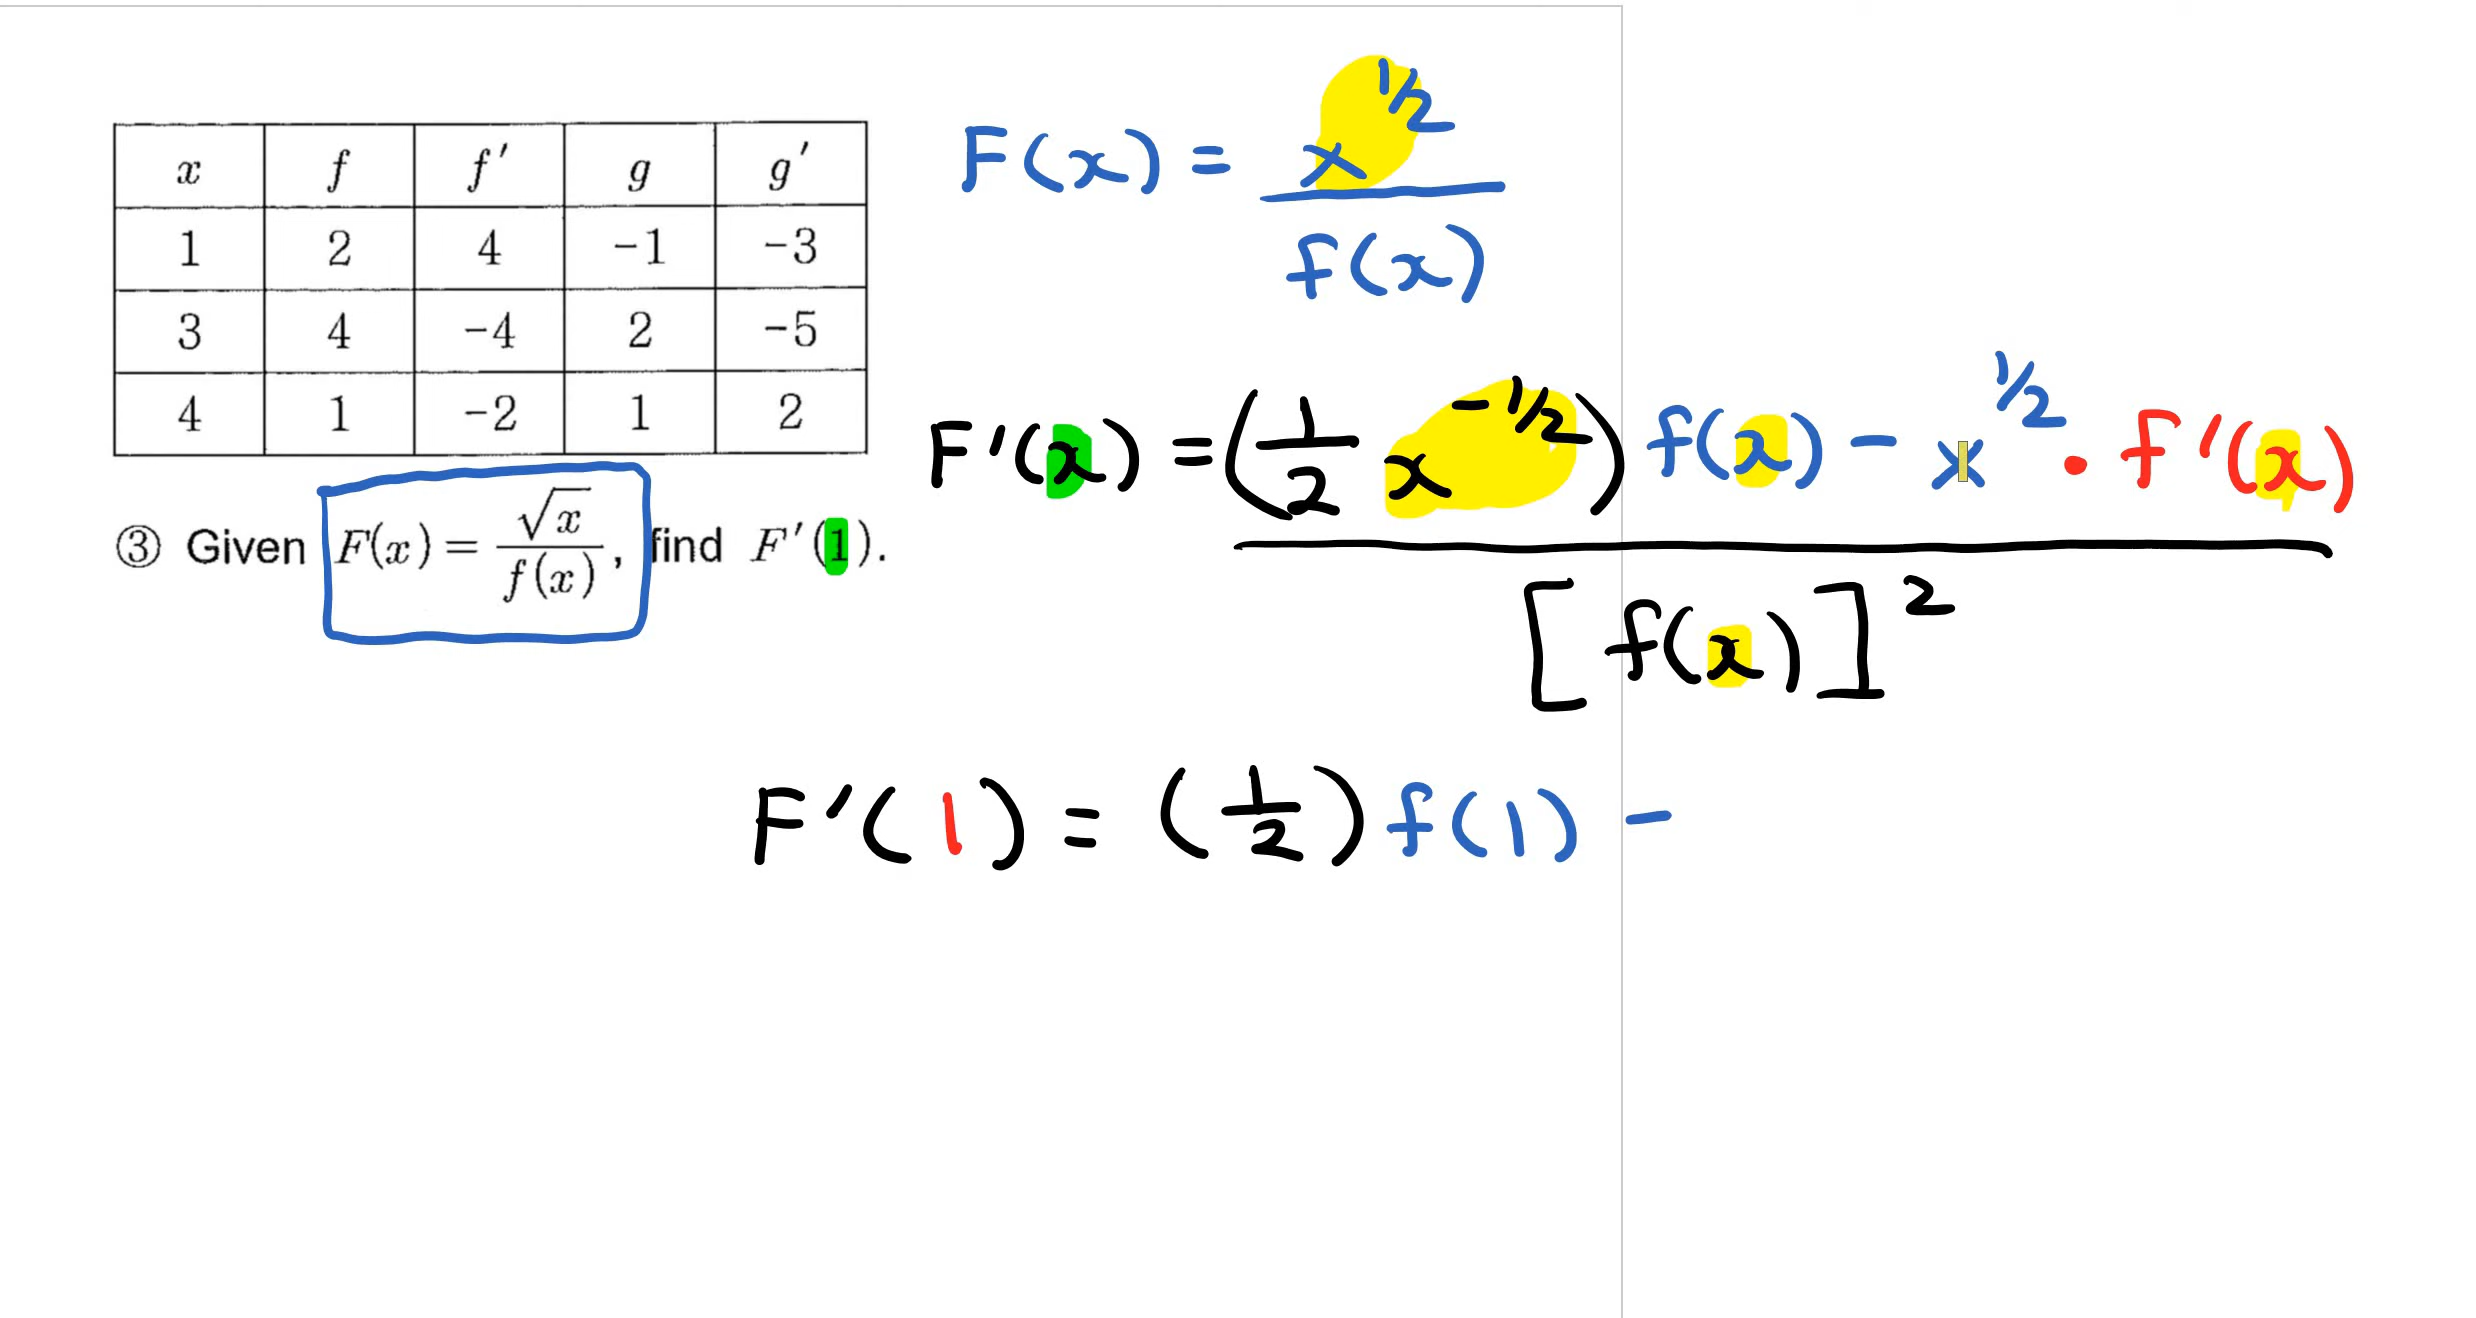 x f f′ g g′
1 2 4 −1 −3
3 4 −4 2 −5
4 1 −2 1 2
③ Given F(x) = √x / f(x), find F′(1).
F(x) = x^1/2 / f(x)
F'(x) = (1/2 x^-1/2) f(x) - x^1/2 · f'(x)
[f(x)]^2
F'(1) = (1/2) f(1) -